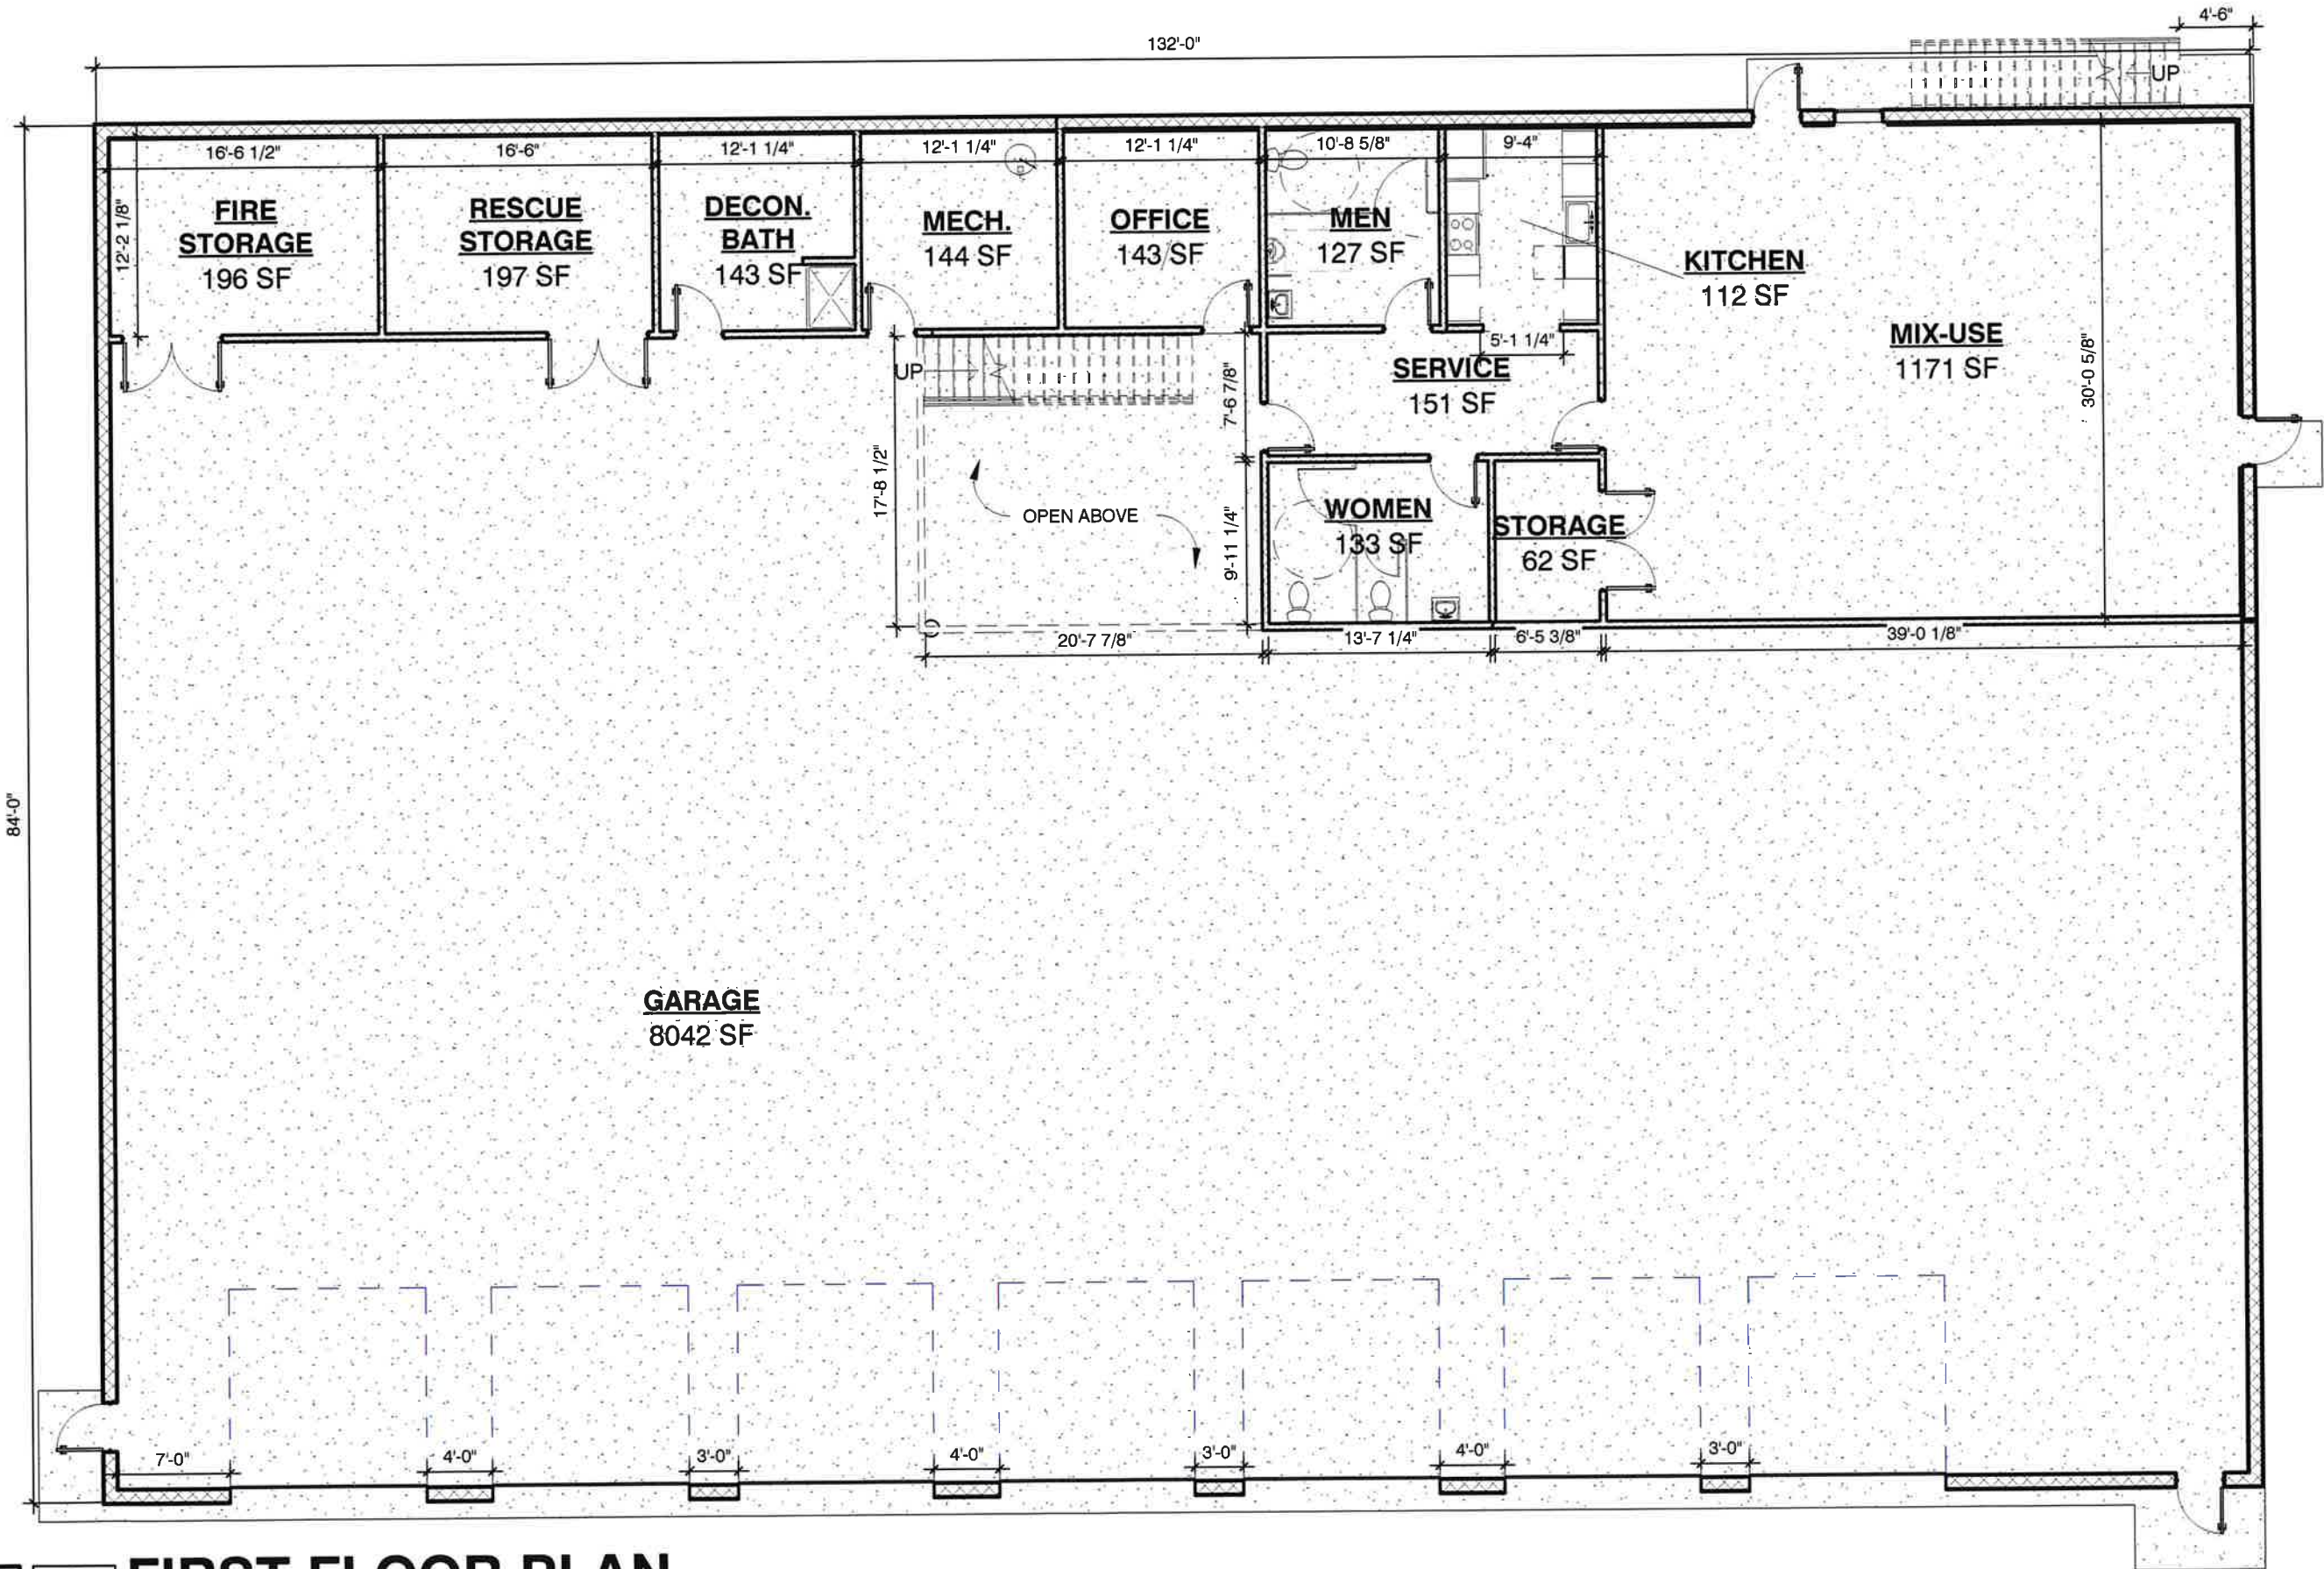 4'-6"
132'-0"
UP
16'-6 1/2"
16'-6"
12'-1 1/4"
12'-1 1/4"
12'-1 1/4"
10'-8 5/8"
9'-4"
12'-2 1/8"
FIRE
STORAGE
196 SF
RESCUE
STORAGE
197 SF
DECON.
BATH
143 SF
MECH.
144 SF
OFFICE
143 SF
MEN
127 SF
KITCHEN
112 SF
MIX-USE
1171 SF
30'-0 5/8"
5'-1 1/4"
SERVICE
151 SF
UP
7'-6 7/8"
17'-8 1/2"
OPEN ABOVE
9'-11 1/4"
WOMEN
133 SF
STORAGE
62 SF
20'-7 7/8"
13'-7 1/4"
6'-5 3/8"
39'-0 1/8"
84'-0"
GARAGE
8042 SF
7'-0"
4'-0"
3'-0"
4'-0"
3'-0"
4'-0"
3'-0"
FIRST FLOOR PLAN